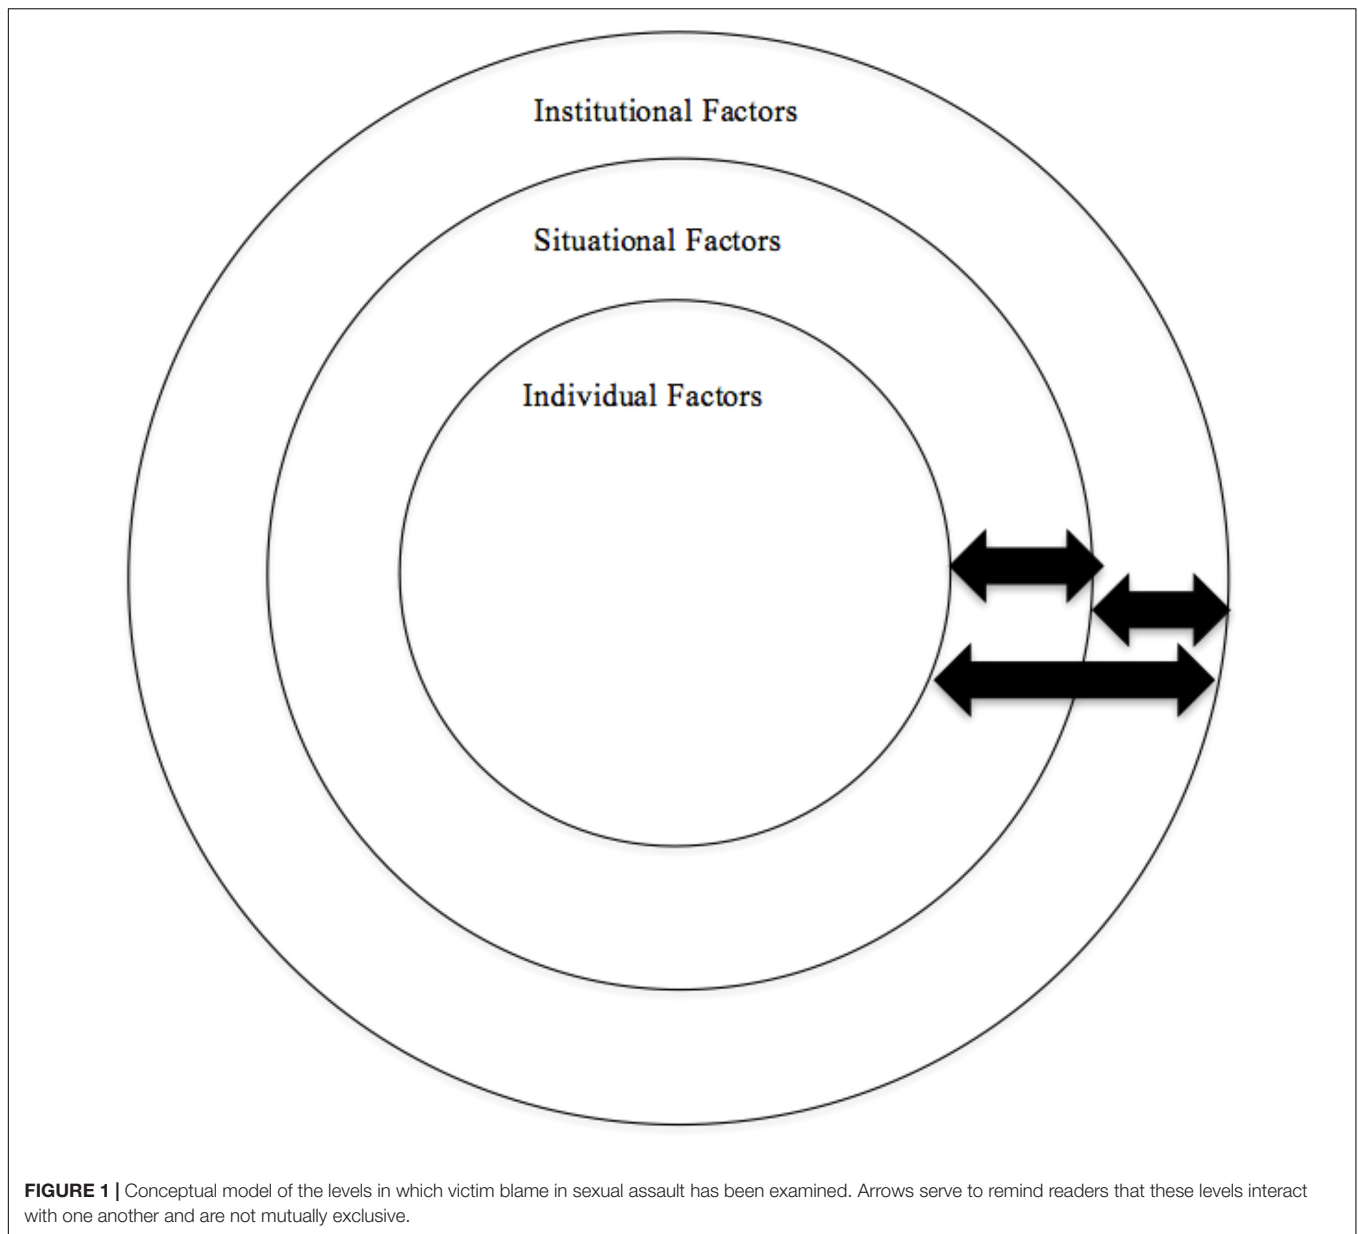 Institutional Factors
Situational Factors
Individual Factors
FIGURE 1 | Conceptual model of the levels in which victim blame in sexual assault has been examined. Arrows serve to remind readers that these levels interact
with one another and are not mutually exclusive.